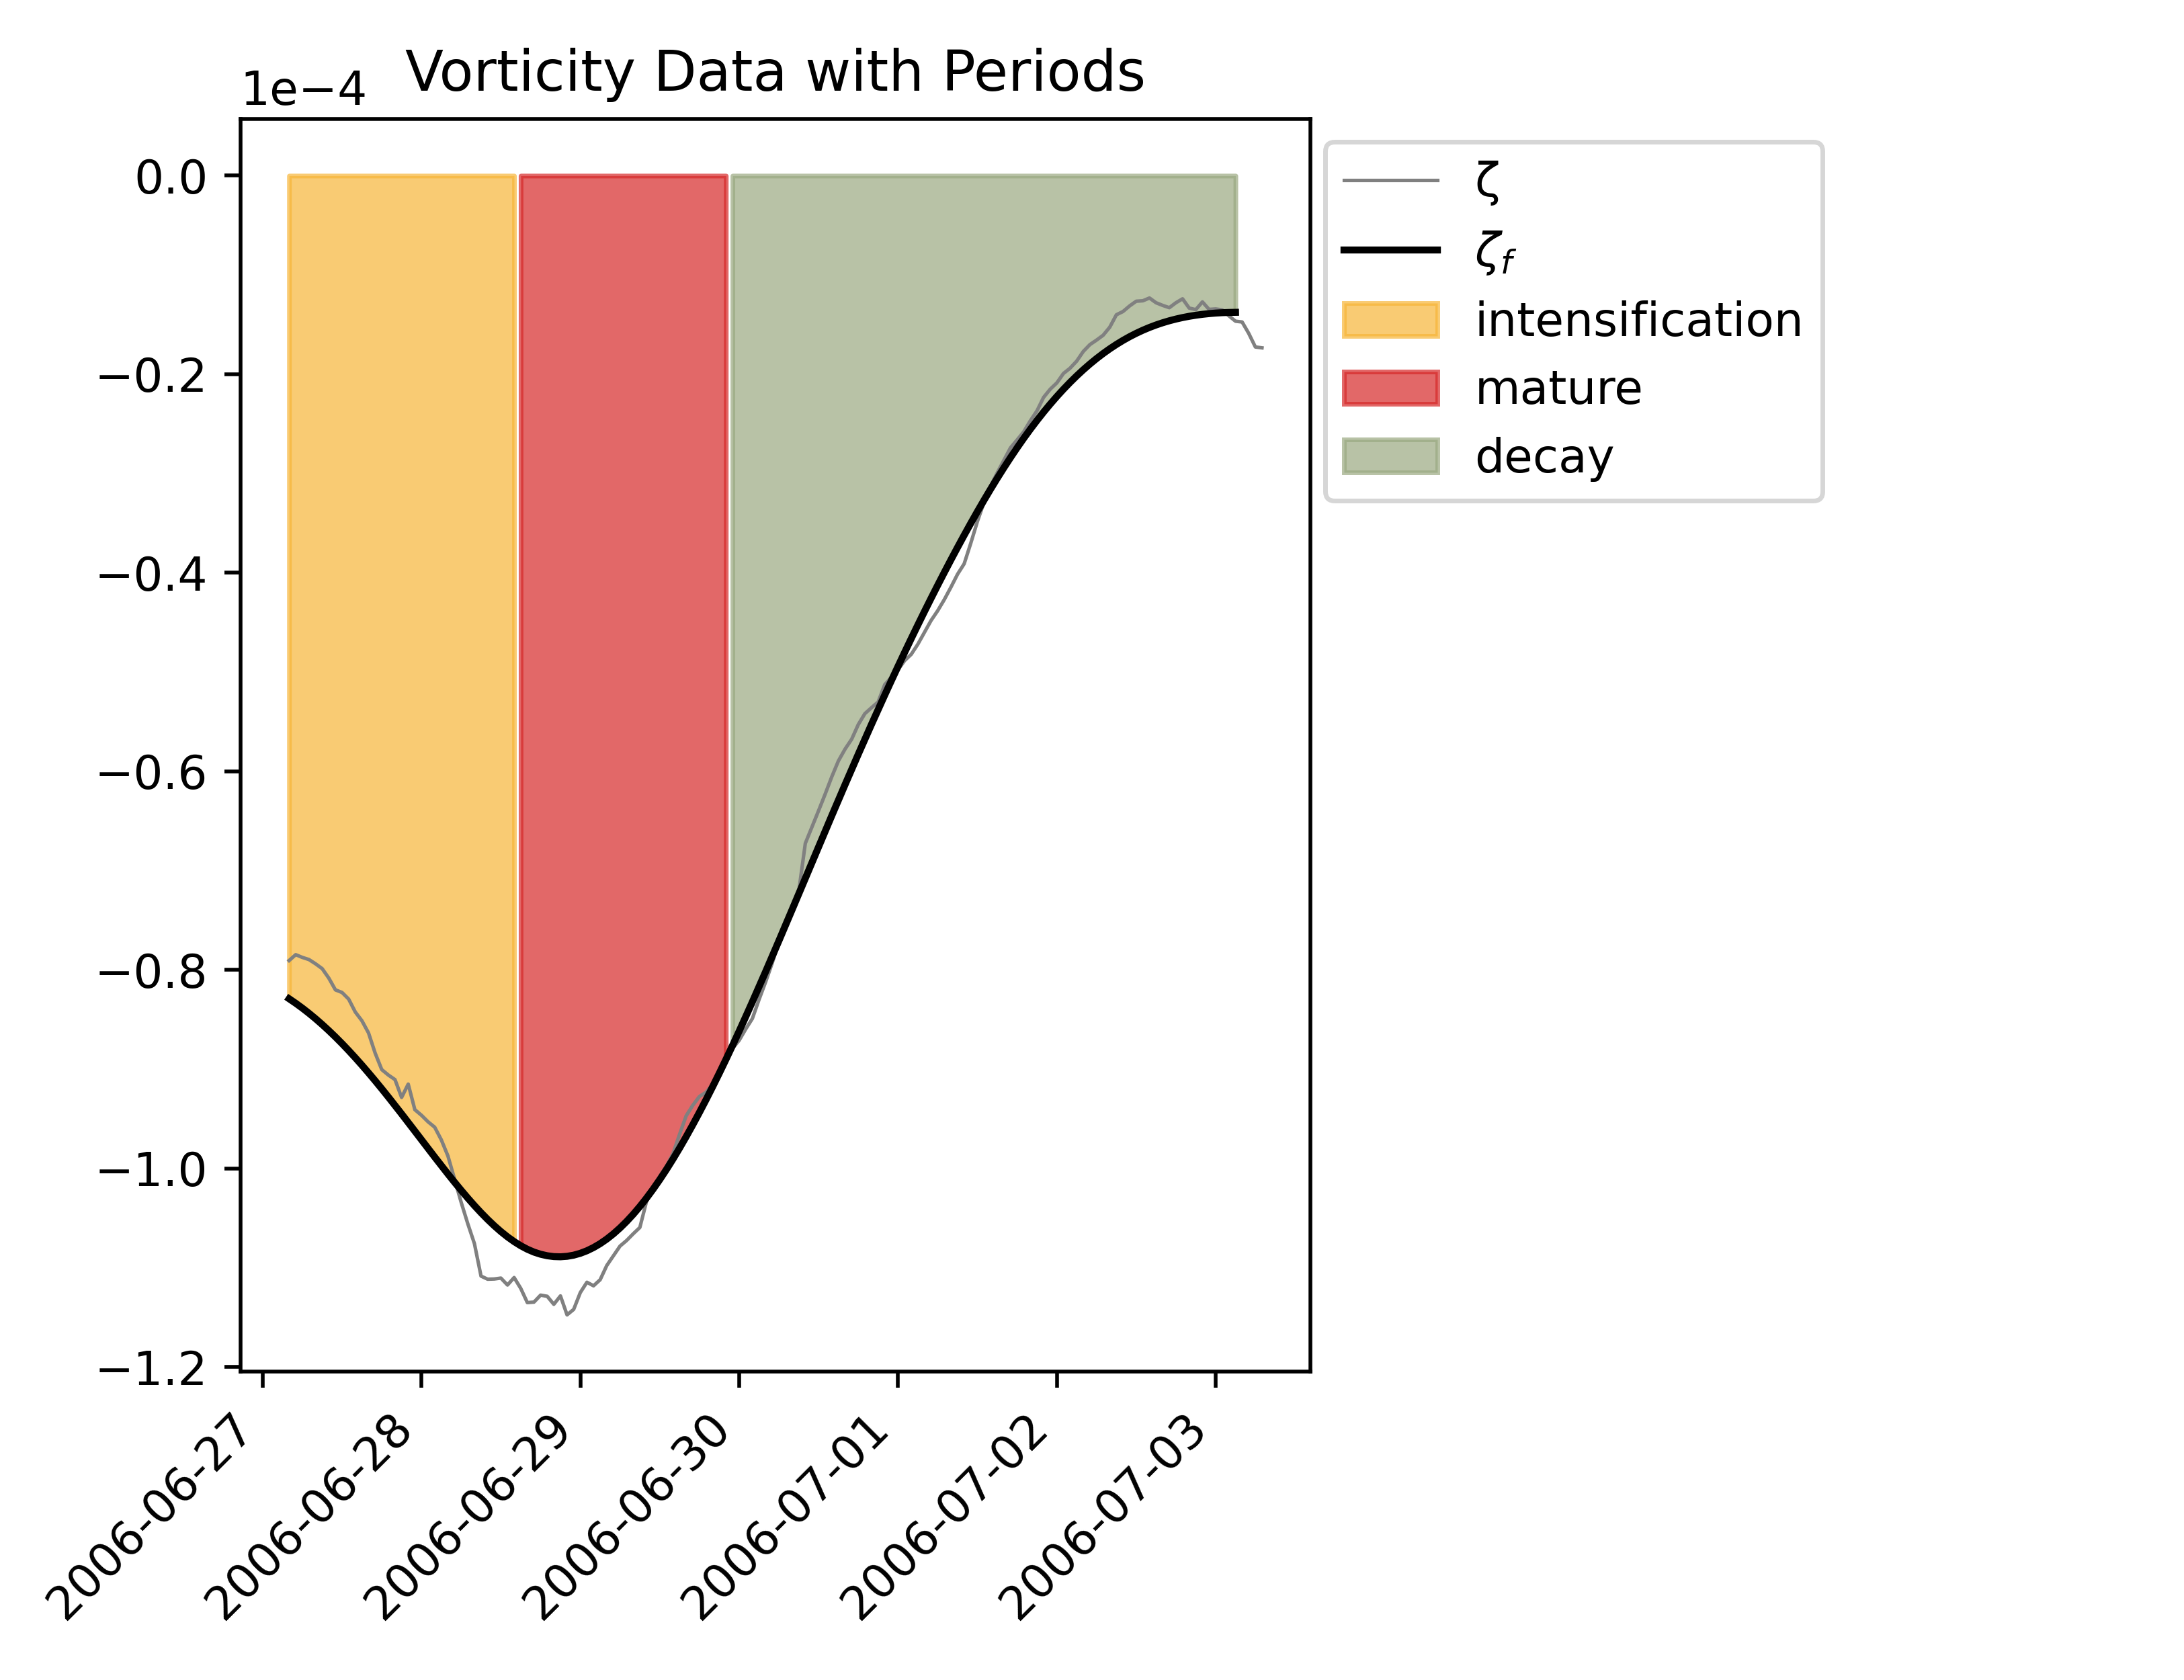 Vorticity Data with Periods
1e−4
0.0
−0.2
−0.4
−0.6
−0.8
−1.0
−1.2
2006-06-27
2006-06-28
2006-06-29
2006-06-30
2006-07-01
2006-07-02
2006-07-03
ζ
ζf
intensification
mature
decay